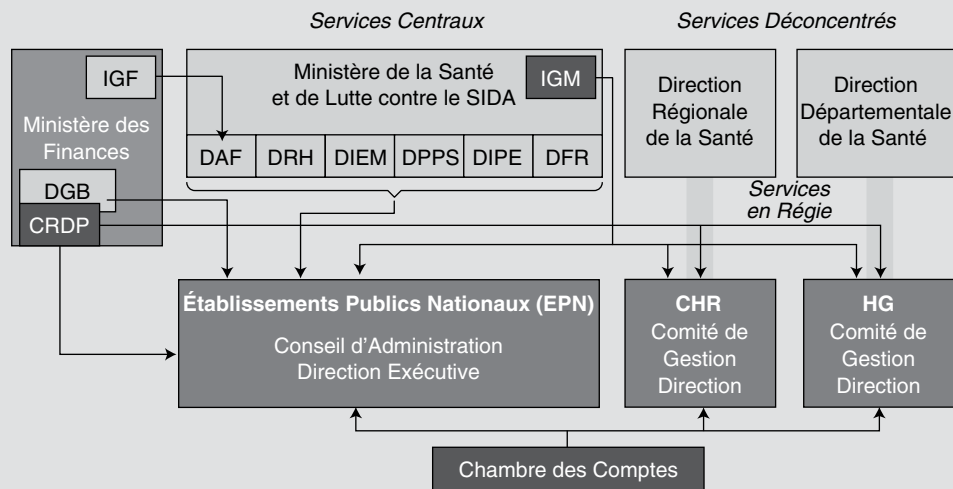 Services Centraux
Services Déconcentrés
IGF
Ministère des
Finances
DGB
CRDP
Ministère de la Santé
et de Lutte contre le SIDA
IGM
DAF
DRH
DIEM
DPPS
DIPE
DFR
Direction
Régionale
de la Santé
Direction
Départementale
de la Santé
Services
en Régie
Établissements Publics Nationaux (EPN)
Conseil d’Administration
Direction Exécutive
CHR
Comité de
Gestion
Direction
HG
Comité de
Gestion
Direction
Chambre des Comptes